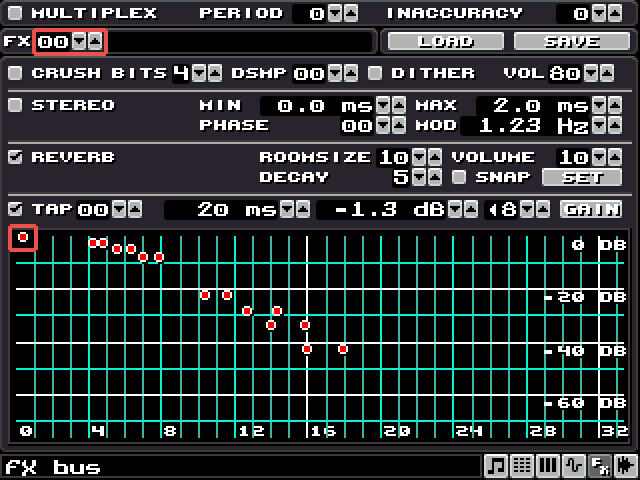 MULTIPLEX PERIOD 0 INACCURACY 0
FX 00 LOAD SAVE
CRUSH BITS 4 DSMP 00 DITHER VOL 80
STEREO MIN 0.0 ms MAX 2.0 ms
PHASE 00 MOD 1.23 Hz
REVERB ROOMSIZE 10 VOLUME 10
DECAY 5 SNAP SET
TAP 00 20 ms -1.3 dB 8 GAIN
0 DB
-20 DB
-40 DB
-60 DB
0 4 8 12 16 20 24 28 32
FX bus
Fx